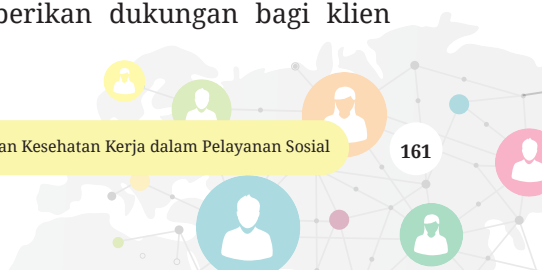 berikan dukungan bagi klien
an Kesehatan Kerja dalam Pelayanan Sosial
161